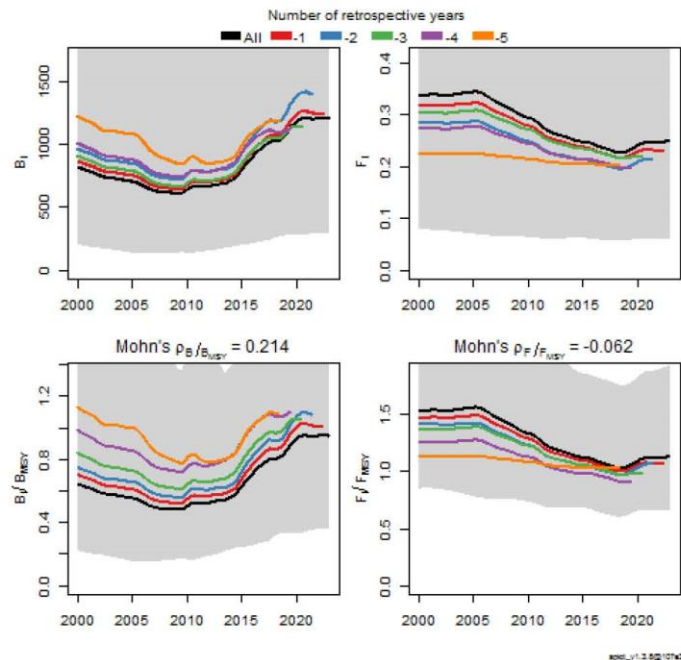 Number of retrospective years
All -1 -2 -3 -4 -5
Bt
0 500 1000 1500
2000 2005 2010 2015 2020
Ft
0.0 0.1 0.2 0.3 0.4
2000 2005 2010 2015 2020
Mohn's ρB/BMSY = 0.214
Bt/BMSY
0.0 0.4 0.8 1.2
2000 2005 2010 2015 2020
Mohn's ρF/FMSY = -0.062
Ft/FMSY
0.0 0.5 1.0 1.5
2000 2005 2010 2015 2020